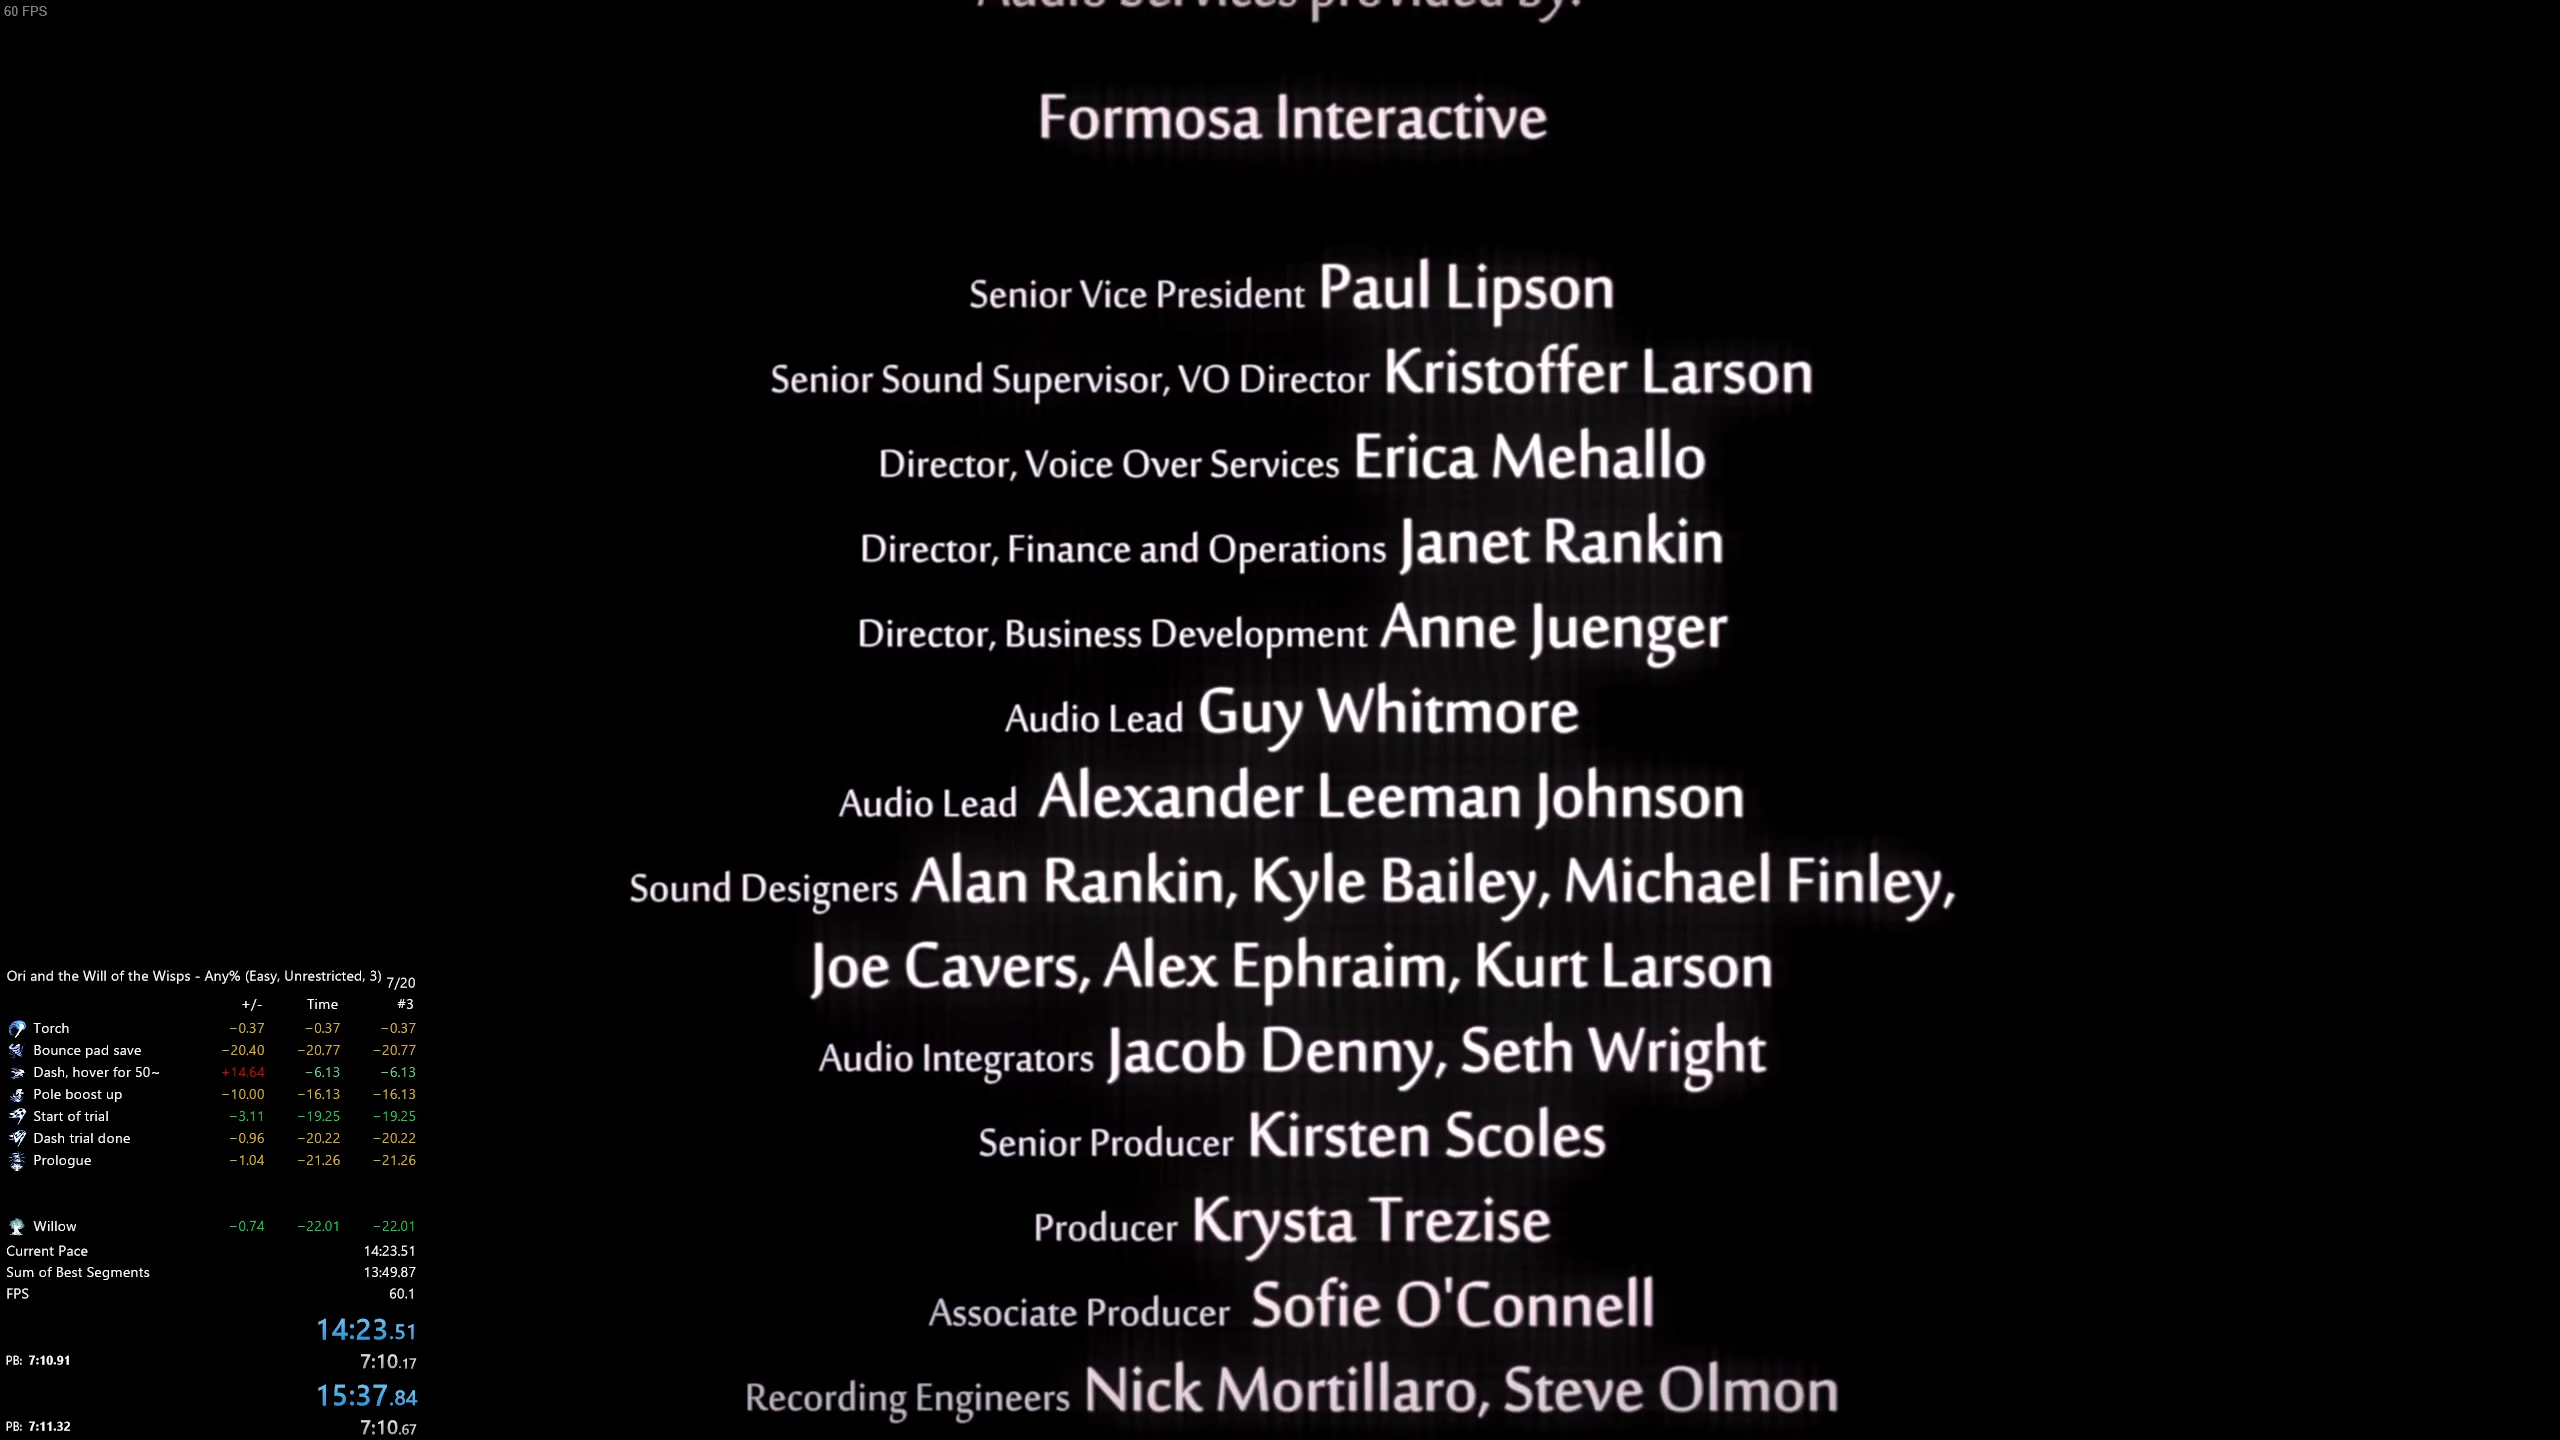 60 FPS
Audio Services provided by:
Formosa Interactive
Senior Vice President Paul Lipson
Senior Sound Supervisor, VO Director Kristoffer Larson
Director, Voice Over Services Erica Mehallo
Director, Finance and Operations Janet Rankin
Director, Business Development Anne Juenger
Audio Lead Guy Whitmore
Audio Lead Alexander Leeman Johnson
Sound Designers Alan Rankin, Kyle Bailey, Michael Finley,
Joe Cavers, Alex Ephraim, Kurt Larson
Audio Integrators Jacob Denny, Seth Wright
Senior Producer Kirsten Scoles
Producer Krysta Trezise
Associate Producer Sofie O'Connell
Recording Engineers Nick Mortillaro, Steve Olmon
Ori and the Will of the Wisps - Any% (Easy, Unrestricted, 3) 7/20
+/- Time #3
Torch −0.37 −0.37 −0.37
Bounce pad save −20.40 −20.77 −20.77
Dash, hover for 50~ +14.64 −6.13 −6.13
Pole boost up −10.00 −16.13 −16.13
Start of trial −3.11 −19.25 −19.25
Dash trial done −0.96 −20.22 −20.22
Prologue −1.04 −21.26 −21.26
Willow −0.74 −22.01 −22.01
Current Pace 14:23.51
Sum of Best Segments 13:49.87
FPS 60.1
14:23.51
PB: 7:10.91 7:10.17
15:37.84
PB: 7:11.32 7:10.67